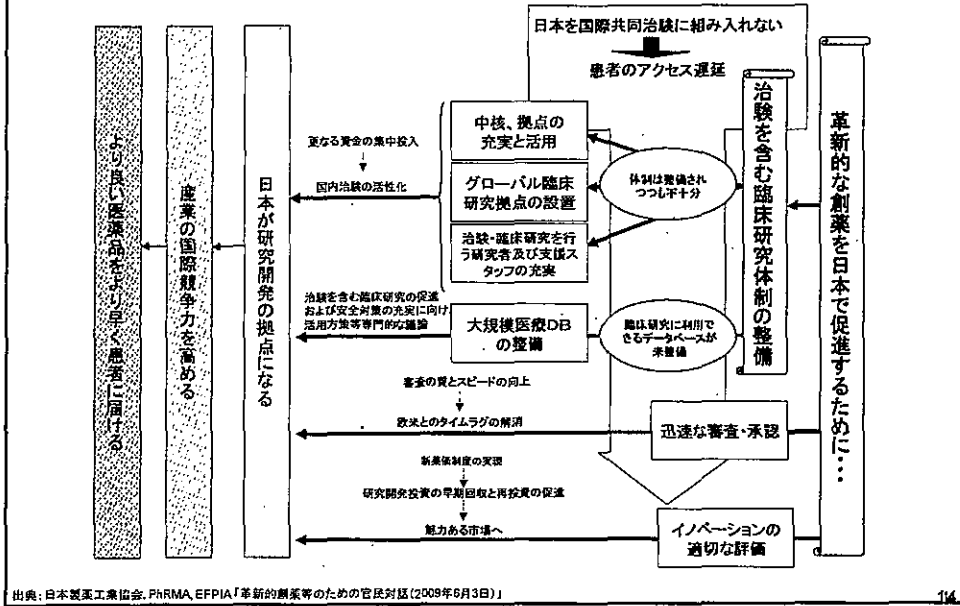 日本を国際共同治験に組み入れない
患者のアクセス遅延
革新的な創薬を日本で促進するために・・・
治験を含む臨床研究体制の整備
体制は整備され
つつも不十分
中核、拠点の
充実と活用
グローバル臨床
研究拠点の設置
治験・臨床研究を行
う研究者及び支援ス
タッフの充実
更なる資金の集中投入
国内治験の活性化
臨床研究に利用で
きるデータベースが
未整備
大規模医療DB
の整備
治験を含む臨床研究の促進
および安全対策の充実に向け、
活用方策等専門的な議論
迅速な審査・承認
審査の質とスピードの向上
欧米とのタイムラグの解消
イノベーションの
適切な評価
新薬価制度の実現
研究開発投資の早期回収と再投資の促進
魅力ある市場へ
日本が研究開発の拠点になる
産業の国際競争力を高める
より良い医薬品をより早く患者に届ける
出典：日本製薬工業協会、PhRMA、EFPIA「革新的創薬等のための官民対話（2009年6月3日）」
114